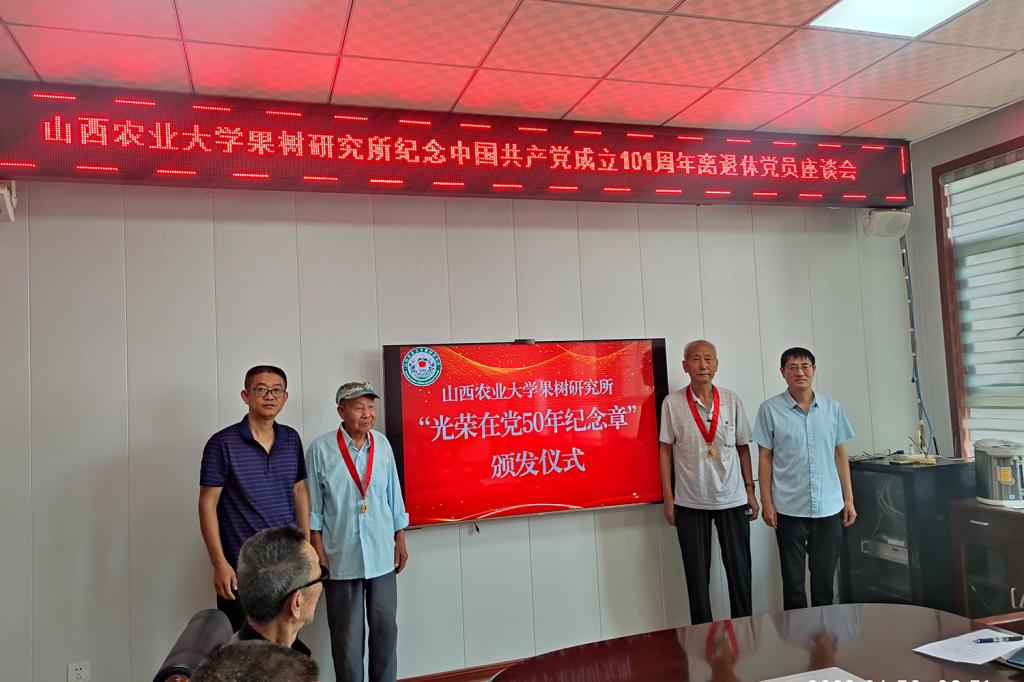 山西农业大学果树研究所纪念中国共产党成立101周年离退休党员座谈会
山西农业大学果树研究所
“光荣在党50年纪念章”
颁发仪式